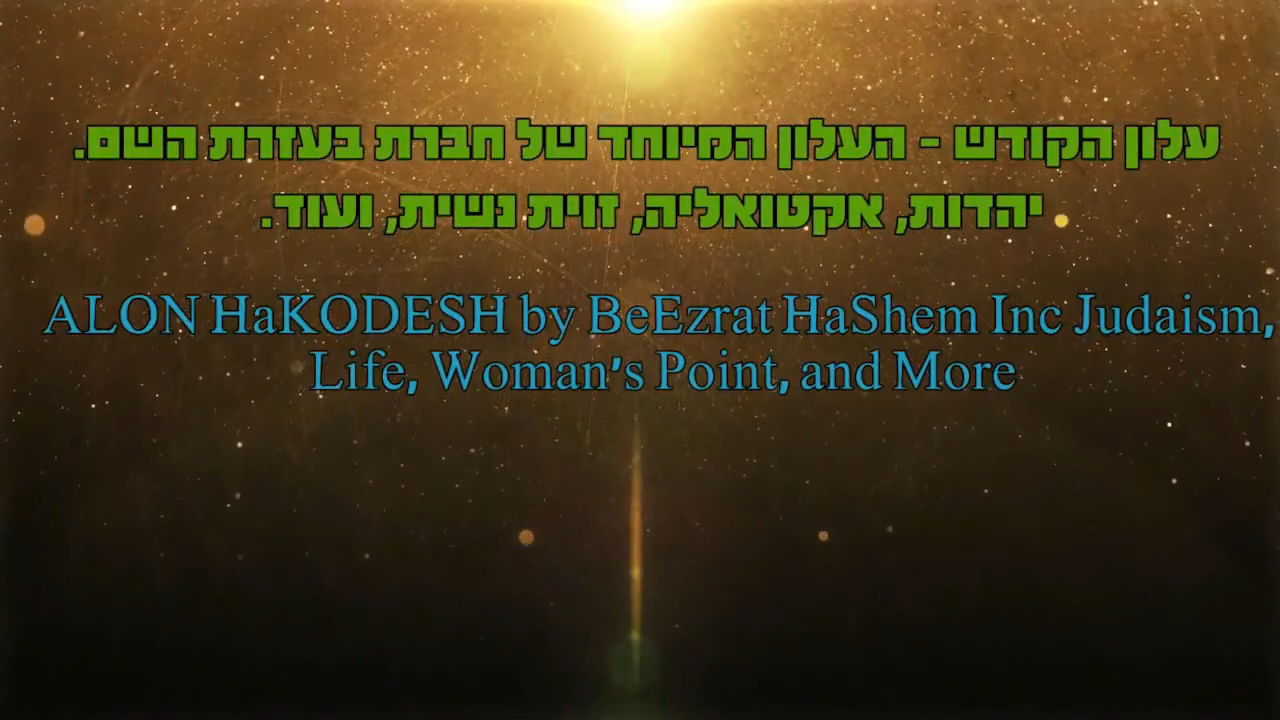 עלון הקודש - העלון המיוחד של חברת בעזרת השם.
יהדות, אקטואליה, זוית נשית, ועוד.
ALON HaKODESH by BeEzrat HaShem Inc Judaism,
Life, Woman's Point, and More